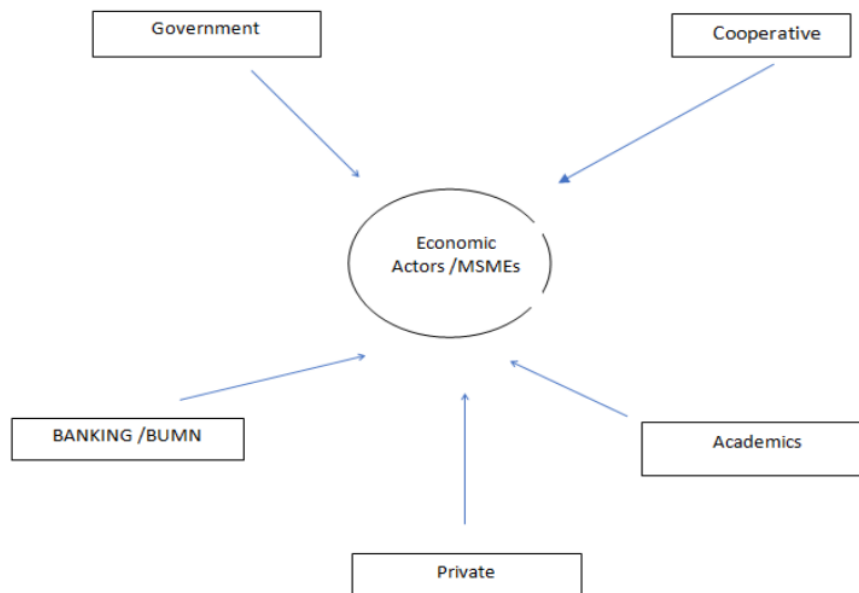 Government
Cooperative
Economic
Actors /MSMEs
BANKING /BUMN
Academics
Private